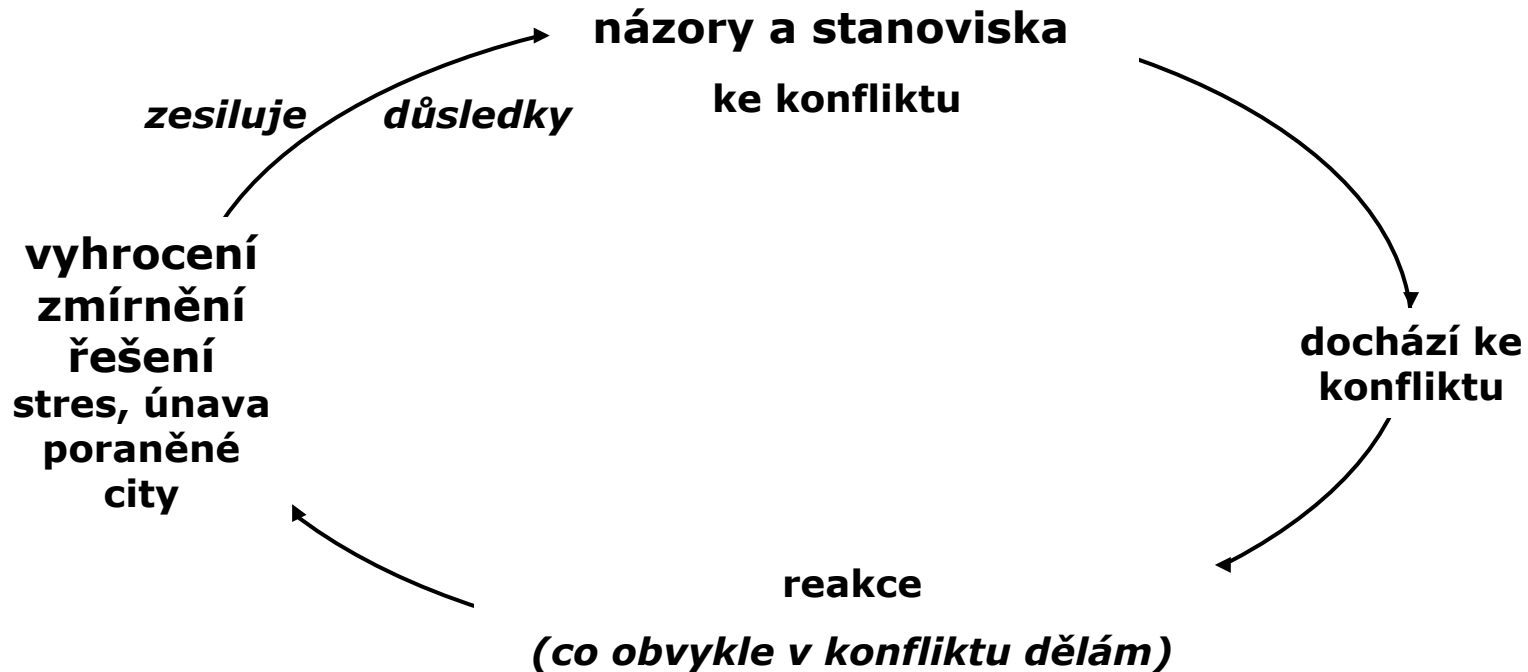 názory a stanoviska
ke konfliktu
zesiluje důsledky
vyhrocení
zmírnění
řešení
stres, únava
poraněné
city
dochází ke
konfliktu
reakce
(co obvykle v konfliktu dělám)